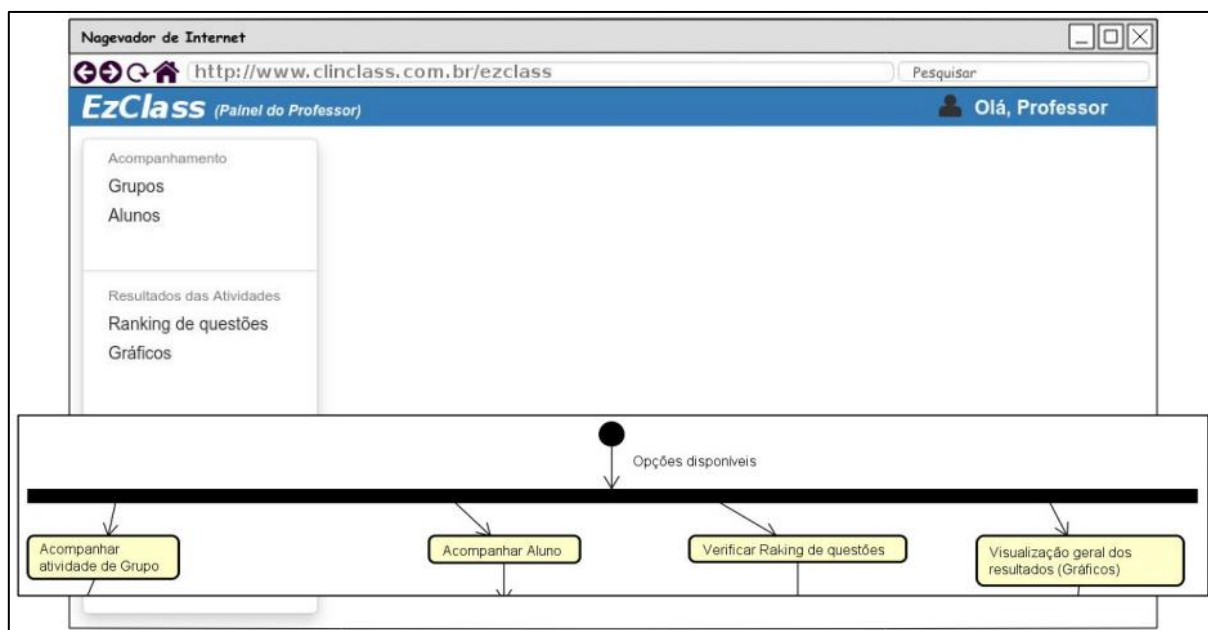 Nagevador de Internet
http://www.clinclass.com.br/ezclass
Pesquisar
EzClass (Painel do Professor)
Olá, Professor
Acompanhamento
Grupos
Alunos
Resultados das Atividades
Ranking de questões
Gráficos
Opções disponíveis
Acompanhar
atividade de Grupo
Acompanhar Aluno
Verificar Raking de questões
Visualização geral dos
resultados (Gráficos)